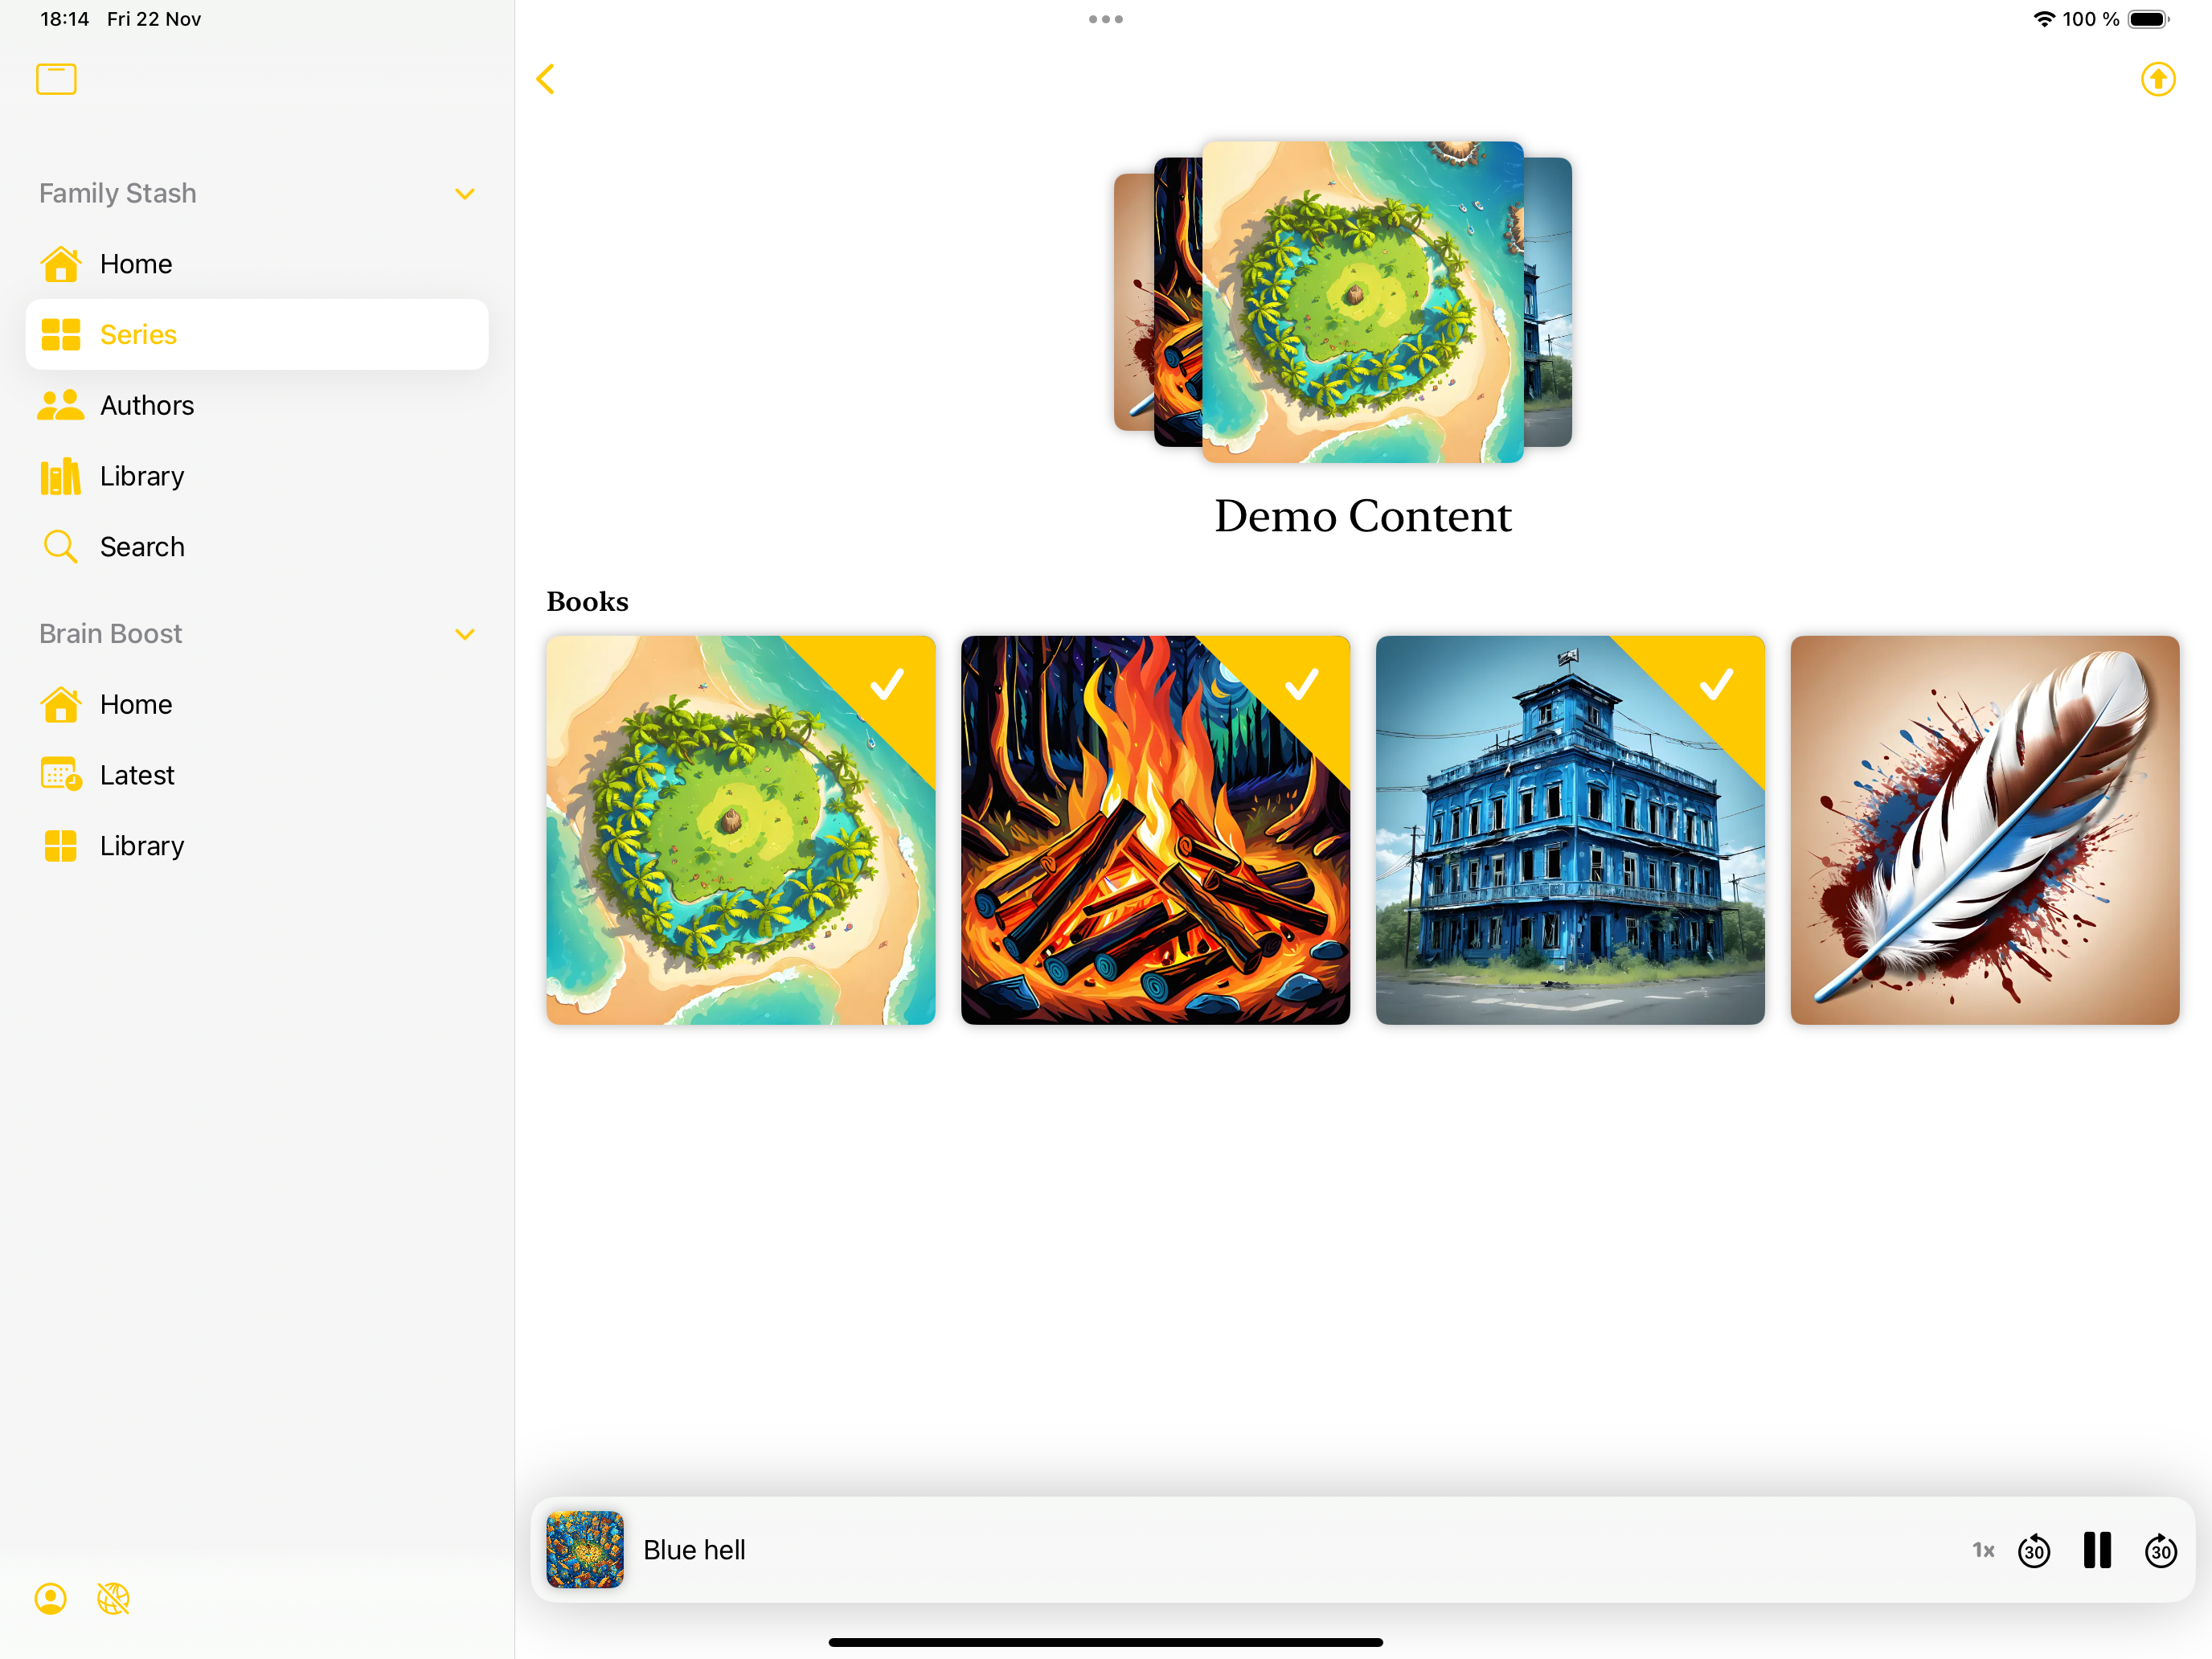 18:14 Fri 22 Nov
100 %
Family Stash
Home
Series
Authors
Library
Search
Brain Boost
Home
Latest
Library
Demo Content
Books
Blue hell
1x
30
30